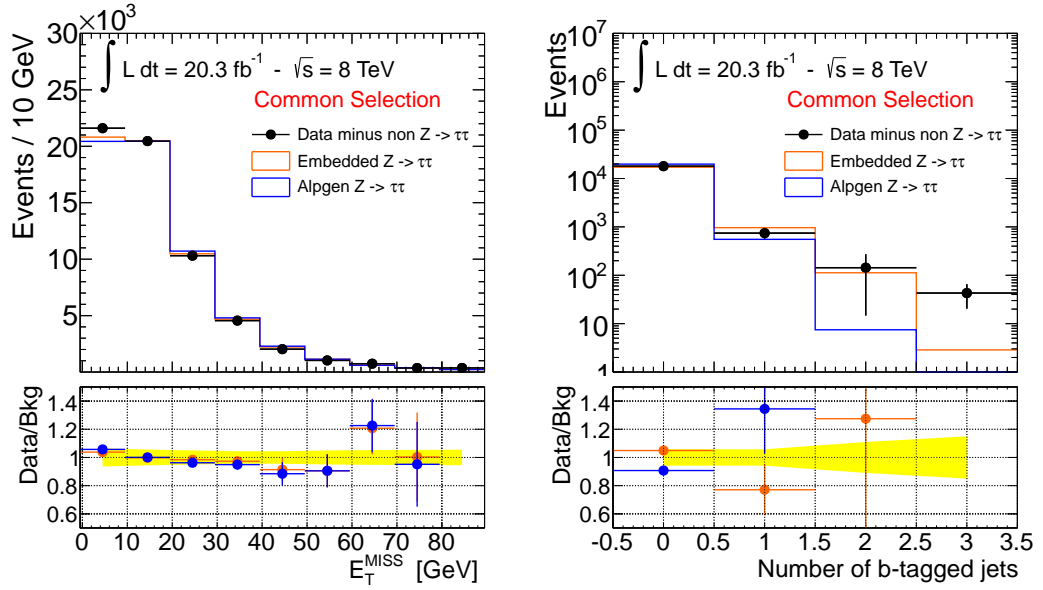 ×10³
∫ L dt = 20.3 fb⁻¹ - √s = 8 TeV
Common Selection
Data minus non Z -> ττ
Embedded Z -> ττ
Alpgen Z -> ττ
Events / 10 GeV
30
25
20
15
10
5
Data/Bkg
1.4
1.2
1
0.8
0.6
0 10 20 30 40 50 60 70 80
E_T^MISS [GeV]
∫ L dt = 20.3 fb⁻¹ - √s = 8 TeV
Common Selection
Data minus non Z -> ττ
Embedded Z -> ττ
Alpgen Z -> ττ
Events
10⁷
10⁶
10⁵
10⁴
10³
10²
10
1
Data/Bkg
1.4
1.2
1
0.8
0.6
-0.5 0 0.5 1 1.5 2 2.5 3 3.5
Number of b-tagged jets